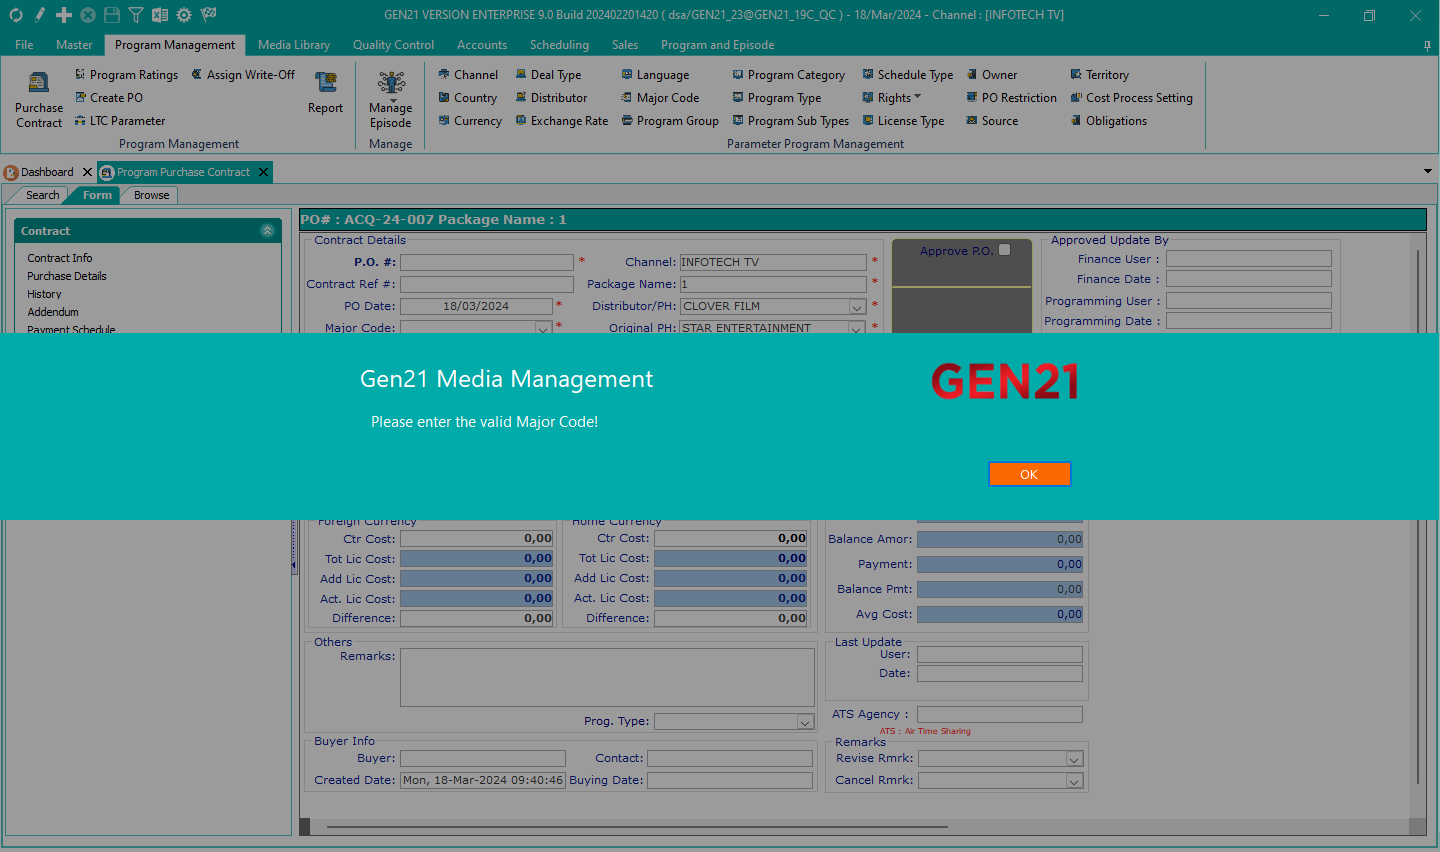 GEN21 VERSION ENTERPRISE 9.0 Build 202402201420 ( dsa/GEN21_23@GEN21_19C_QC ) - 18/Mar/2024 - Channel : [INFOTECH TV]
File Master Program Management Media Library Quality Control Accounts Scheduling Sales Program and Episode
Program Ratings Assign Write-Off Channel Deal Type Language Program Category Schedule Type Owner Territory
Purchase Contract Create PO Report Manage Episode Country Distributor Major Code Program Type Rights PO Restriction Cost Process Setting
LTC Parameter Currency Exchange Rate Program Group Program Sub Types License Type Source Obligations
Program Management Manage Parameter Program Management
Dashboard Program Purchase Contract
Search Form Browse
Contract
Contract Info
Purchase Details
History
Addendum
Payment Schedule
PO# : ACQ-24-007 Package Name : 1
Contract Details Approve P.O. Approved Update By
P.O. #: * Channel: INFOTECH TV * Finance User :
Contract Ref #: Package Name: 1 * Finance Date :
PO Date: 18/03/2024 * Distributor/PH: CLOVER FILM * Programming User :
Major Code: * Original PH: STAR ENTERTAINMENT * Programming Date :
Gen21 Media Management
GEN21
Please enter the valid Major Code!
OK
Foreign Currency Home Currency
Ctr Cost: 0,00 Ctr Cost: 0,00 Balance Amor: 0,00
Tot Lic Cost: 0,00 Tot Lic Cost: 0,00 Payment: 0,00
Add Lic Cost: 0,00 Add Lic Cost: 0,00 Balance Pmt: 0,00
Act. Lic Cost: 0,00 Act. Lic Cost: 0,00 Avg Cost: 0,00
Difference: 0,00 Difference: 0,00
Others Last Update
Remarks: User:
Date:
Prog. Type: ATS Agency :
ATS : Air Time Sharing
Buyer Info Remarks
Buyer: Contact: Revise Rmrk:
Created Date: Mon, 18-Mar-2024 09:40:46 Buying Date: Cancel Rmrk: